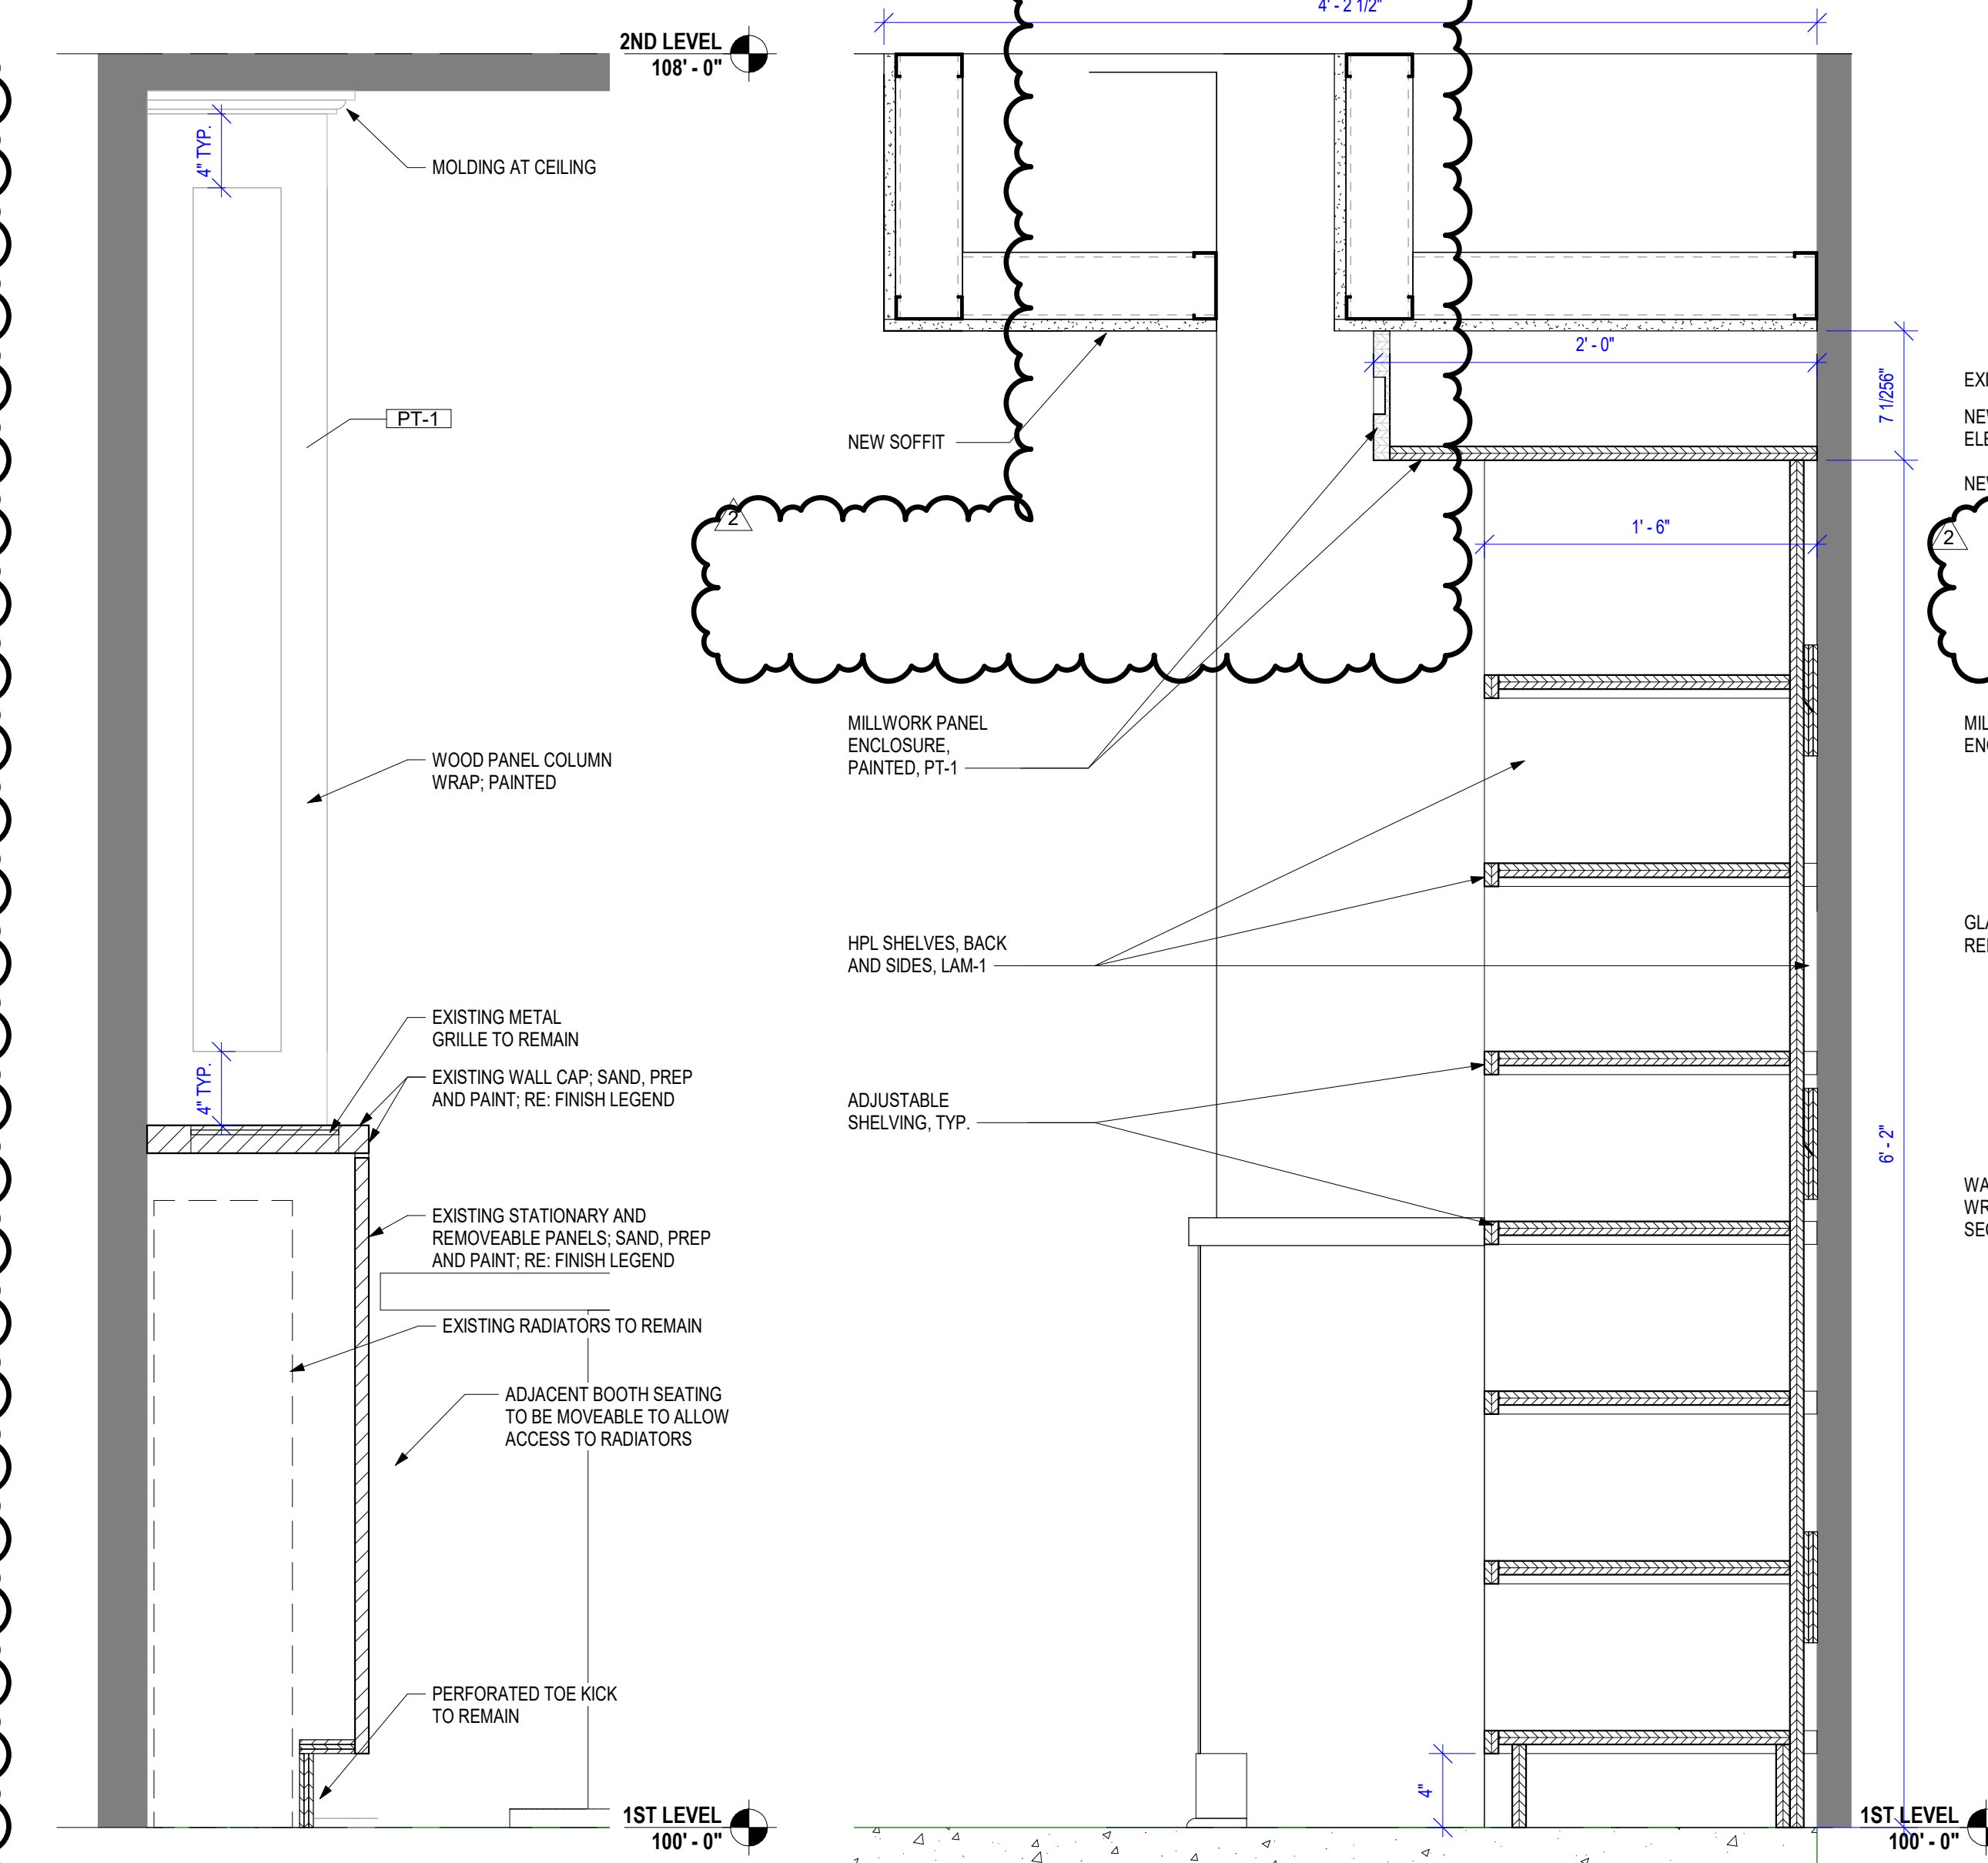 4' - 2 1/2"
2ND LEVEL
108' - 0"
4" TYP.
MOLDING AT CEILING
PT-1
WOOD PANEL COLUMN
WRAP; PAINTED
EXISTING METAL
GRILLE TO REMAIN
EXISTING WALL CAP; SAND, PREP
AND PAINT; RE: FINISH LEGEND
4" TYP.
EXISTING STATIONARY AND
REMOVEABLE PANELS; SAND, PREP
AND PAINT; RE: FINISH LEGEND
EXISTING RADIATORS TO REMAIN
ADJACENT BOOTH SEATING
TO BE MOVEABLE TO ALLOW
ACCESS TO RADIATORS
PERFORATED TOE KICK
TO REMAIN
1ST LEVEL
100' - 0"
2' - 0"
7 1/256"
NEW SOFFIT
2
1' - 6"
MILLWORK PANEL
ENCLOSURE,
PAINTED, PT-1
HPL SHELVES, BACK
AND SIDES, LAM-1
ADJUSTABLE
SHELVING, TYP.
6' - 2"
4"
1ST LEVEL
100' - 0"
2